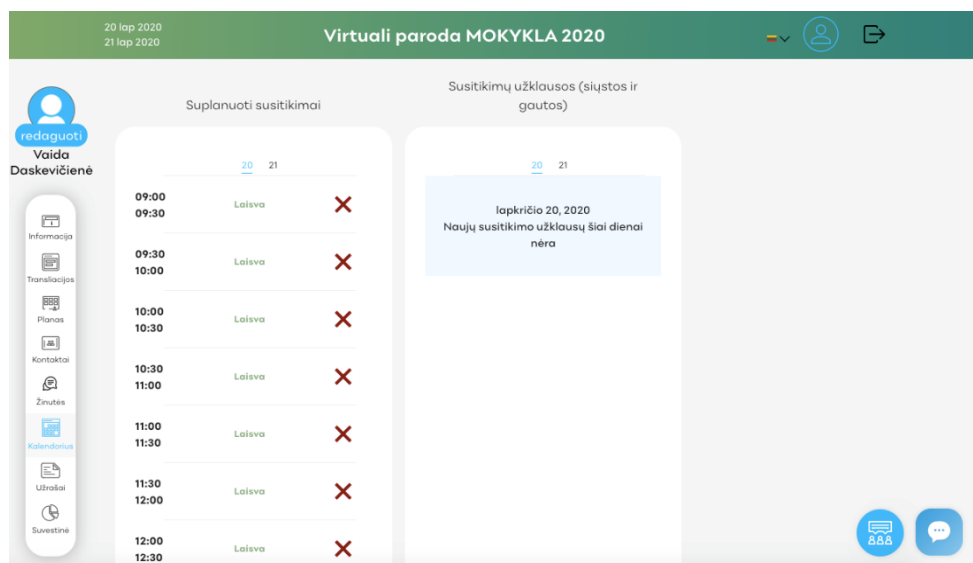 20 lap 2020
21 lap 2020
Virtuali paroda MOKYKLA 2020
redaguoti
Vaida
Daskevičienė
Informacija
Transliacijos
Planas
Kontaktai
Žinutės
Kalendorius
Užrašai
Suvestinė
Suplanuoti susitikimai
20 21
09:00
09:30
Laisva
09:30
10:00
Laisva
10:00
10:30
Laisva
10:30
11:00
Laisva
11:00
11:30
Laisva
11:30
12:00
Laisva
12:00
12:30
Laisva
Susitikimų užklausos (siųstos ir
gautos)
20 21
lapkričio 20, 2020
Naujų susitikimo užklausų šiai dienai
nėra